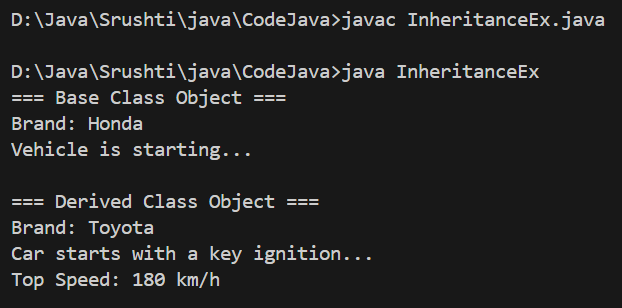 D:\Java\Srushti\java\CodeJava>javac InheritanceEx.java
D:\Java\Srushti\java\CodeJava>java InheritanceEx
=== Base Class Object ===
Brand: Honda
Vehicle is starting...
=== Derived Class Object ===
Brand: Toyota
Car starts with a key ignition...
Top Speed: 180 km/h